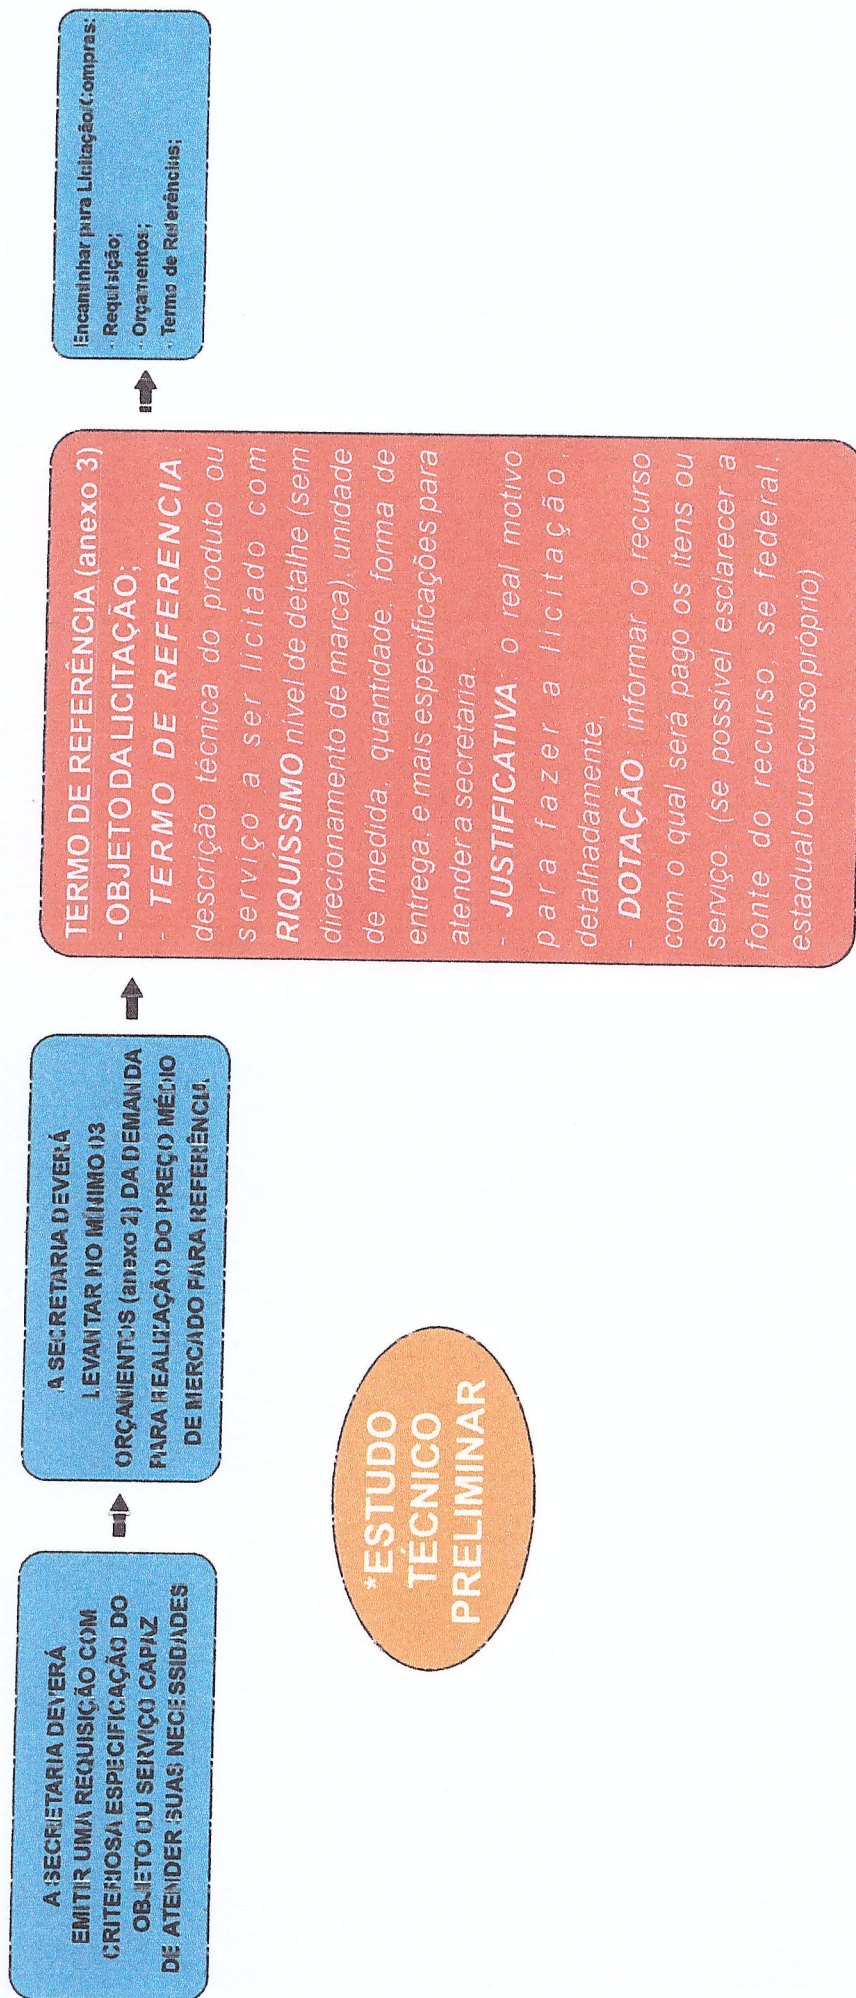 A SECRETARIA DEVERÁ
EMITIR UMA REQUISIÇÃO COM
CRITERIOSA ESPECIFICAÇÃO DO
OBJETO OU SERVIÇO CAPAZ
DE ATENDER SUAS NECESSIDADES
A SECRETARIA DEVERÁ
LEVANTAR NO MÍNIMO 03
ORÇAMENTOS (anexo 2) DA DEMANDA
PARA REALIZAÇÃO DO PREÇO MÉDIO
DE MERCADO PARA REFERÊNCIA
TERMO DE REFERÊNCIA (anexo 3)
- OBJETO DA LICITAÇÃO;
- TERMO DE REFERENCIA
descrição técnica do produto ou
serviço a ser licitado com
RIQUÍSSIMO nível de detalhe (sem
direcionamento de marca), unidade
de medida, quantidade, forma de
entrega, e mais especificações para
atender a secretaria.
- JUSTIFICATIVA: o real motivo
para fazer a licitação,
detalhadamente;
- DOTAÇÃO: informar o recurso
com o qual será pago os itens ou
serviço. (se possível esclarecer a
fonte do recurso, se federal,
estadual ou recurso próprio)
Encaminhar para Licitação/Compras:
- Requisição;
- Orçamentos;
- Termo de Referências;
*ESTUDO
TÉCNICO
PRELIMINAR